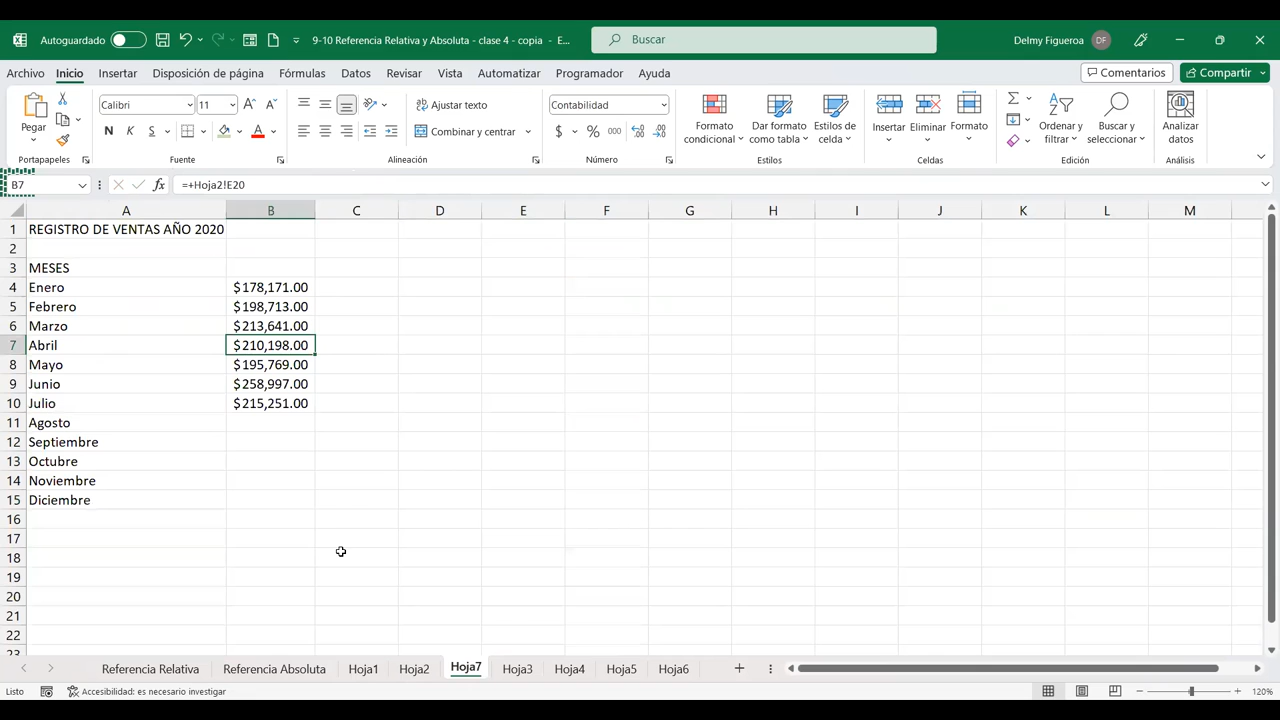 Autoguardado
9-10 Referencia Relativa y Absoluta - clase 4 - copia - E...
Buscar
Delmy Figueroa DF
Archivo Inicio Insertar Disposición de página Fórmulas Datos Revisar Vista Automatizar Programador Ayuda
Comentarios Compartir
Pegar
Calibri 11
Ajustar texto
Contabilidad
N K S
Combinar y centrar
$ % 000
Formato condicional
Dar formato como tabla
Estilos de celda
Insertar Eliminar Formato
Ordenar y filtrar
Buscar y seleccionar
Analizar datos
Portapapeles Fuente Alineación Número Estilos Celdas Edición Análisis
B7 fx =+Hoja2!E20
A B C D E F G H I J K L M
1 REGISTRO DE VENTAS AÑO 2020
2
3 MESES
4 Enero $178,171.00
5 Febrero $198,713.00
6 Marzo $213,641.00
7 Abril $210,198.00
8 Mayo $195,769.00
9 Junio $258,997.00
10 Julio $215,251.00
11 Agosto
12 Septiembre
13 Octubre
14 Noviembre
15 Diciembre
16
17
18
19
20
21
22
23
Referencia Relativa Referencia Absoluta Hoja1 Hoja2 Hoja7 Hoja3 Hoja4 Hoja5 Hoja6
Listo Accesibilidad: es necesario investigar 120%